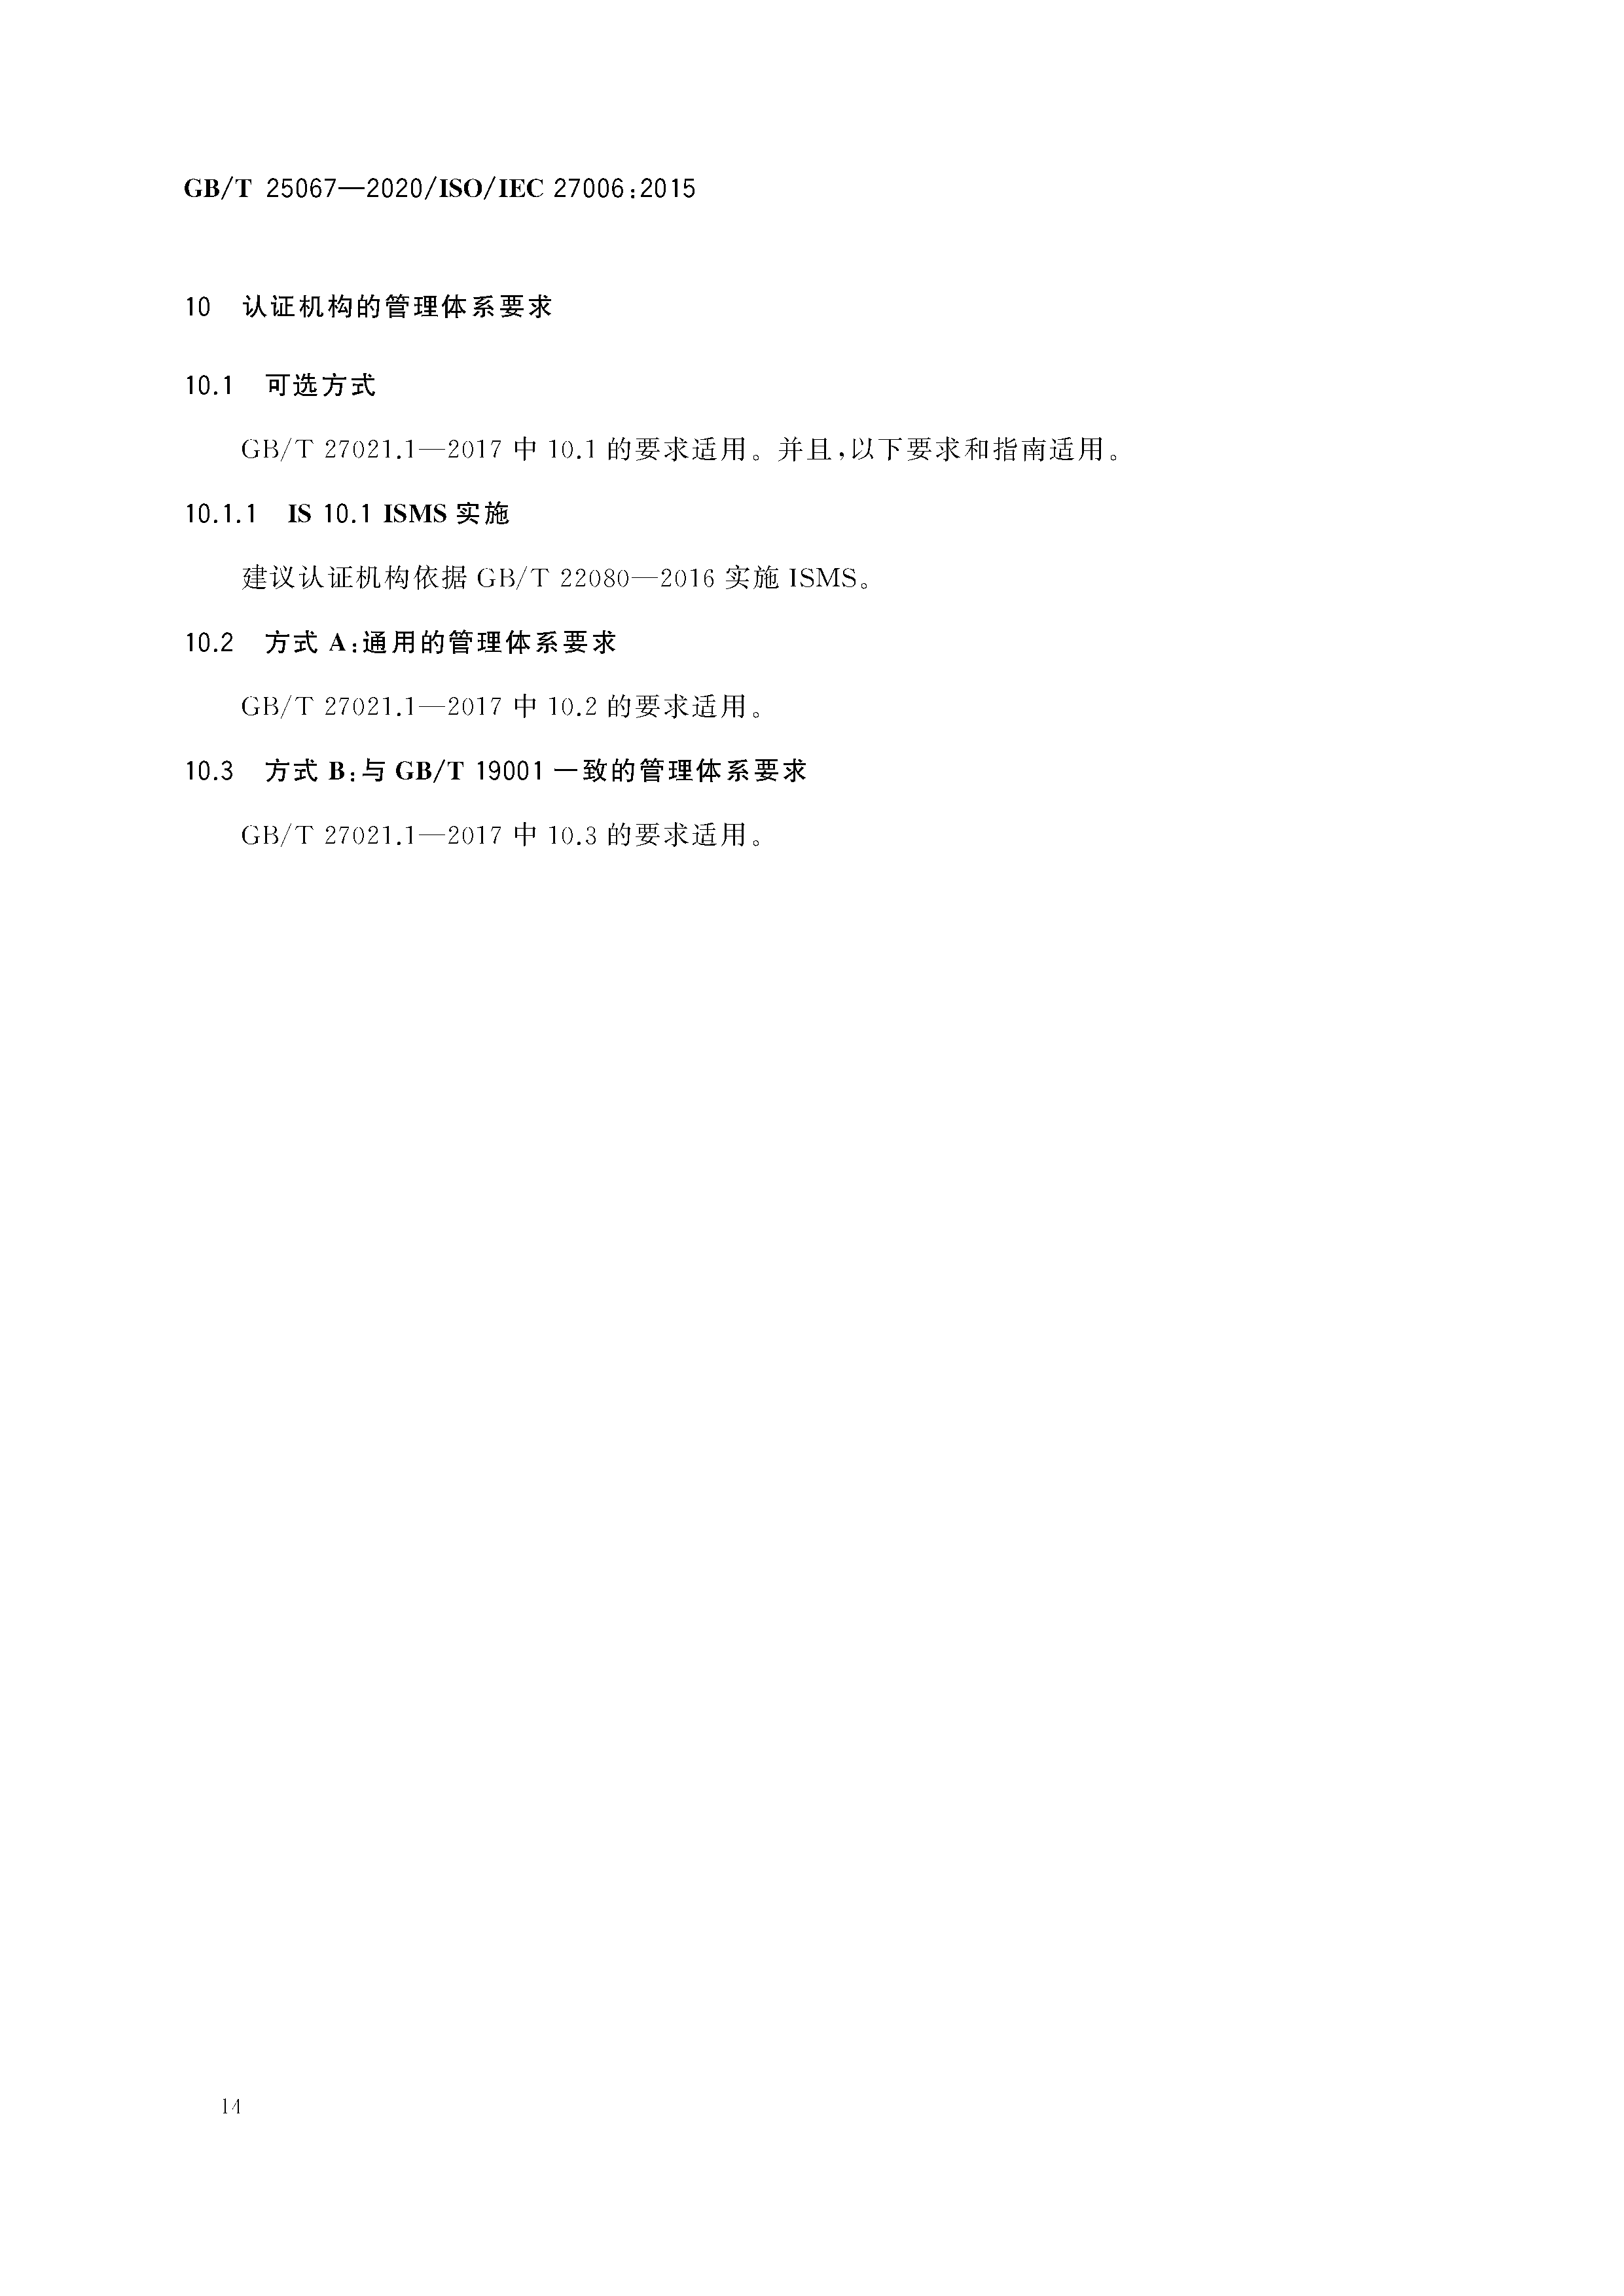 GB/T 25067—2020/ISO/IEC 27006:2015
10 认证机构的管理体系要求
10.1 可选方式
GB/T 27021.1—2017 中 10.1 的要求适用。并且,以下要求和指南适用。
10.1.1 IS 10.1 ISMS 实施
建议认证机构依据 GB/T 22080—2016 实施 ISMS。
10.2 方式 A:通用的管理体系要求
GB/T 27021.1—2017 中 10.2 的要求适用。
10.3 方式 B:与 GB/T 19001 一致的管理体系要求
GB/T 27021.1—2017 中 10.3 的要求适用。
14